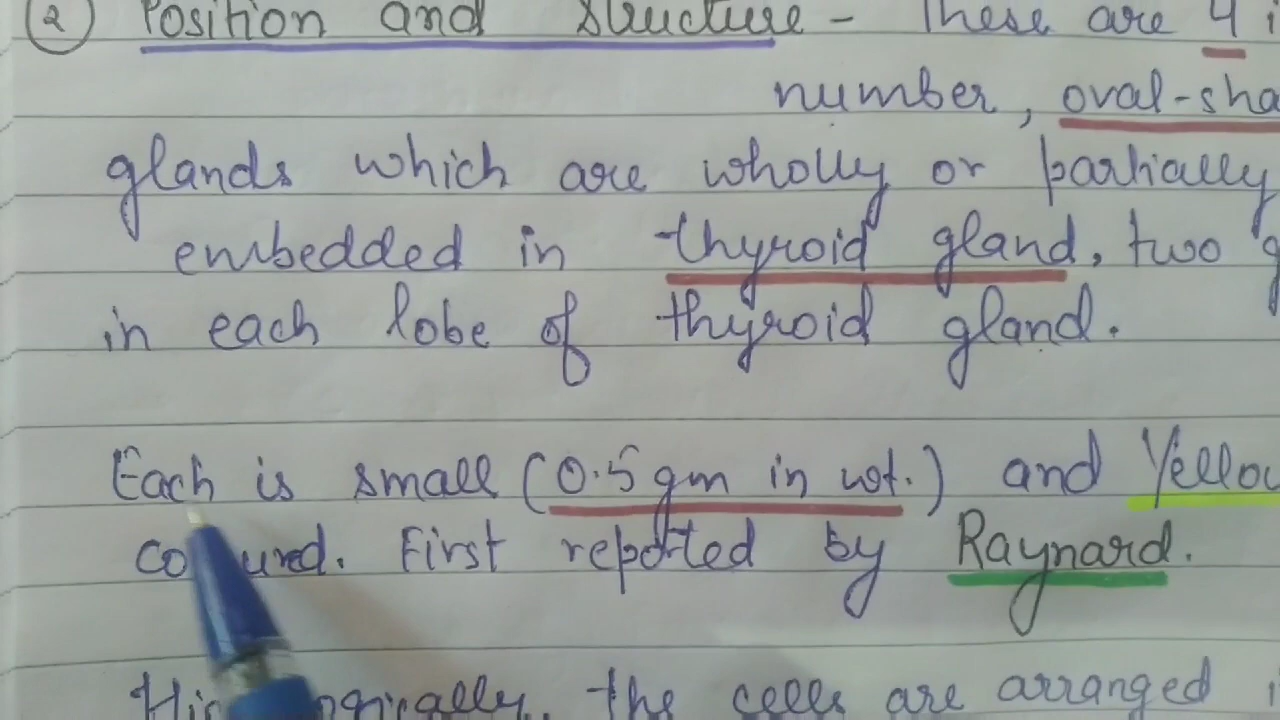 ② Position and Structure - These are 4 i
number, oval-sha
glands which are wholly or partially
embedded in thyroid gland, two g
in each lobe of thyroid gland.
Each is small (0.5 gm in wt.) and Yellow
coured. First reported by Raynard.
the cells are arranged i